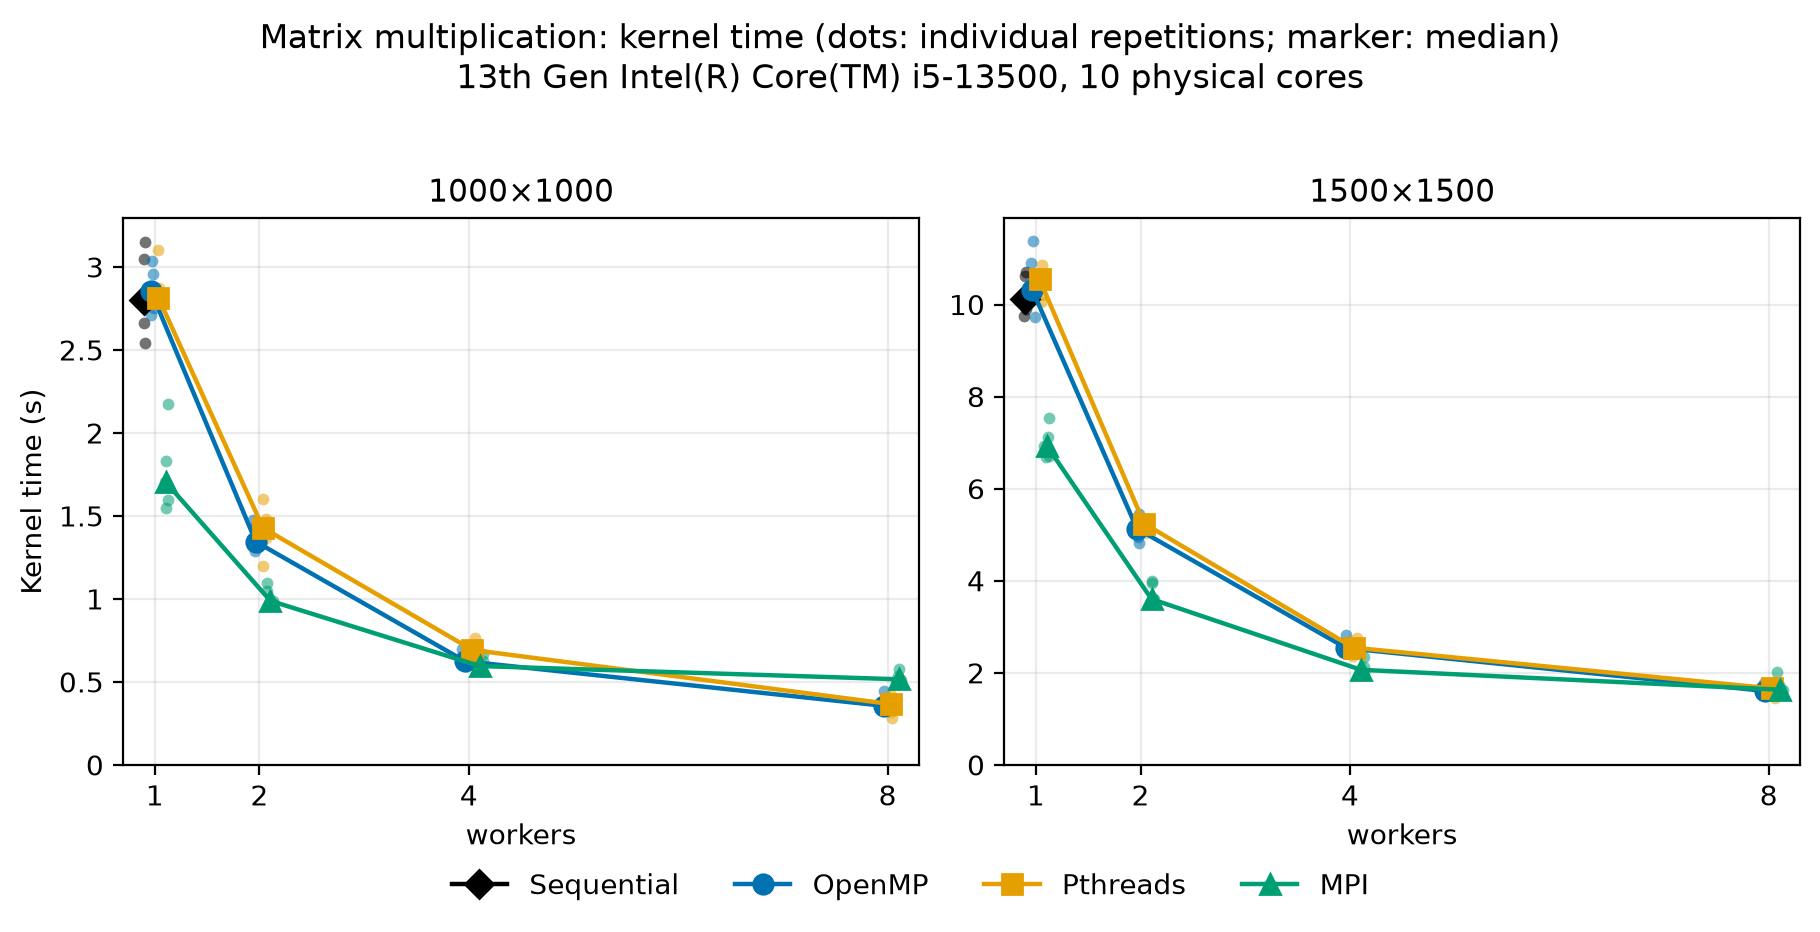 Matrix multiplication: kernel time (dots: individual repetitions; marker: median)
13th Gen Intel(R) Core(TM) i5-13500, 10 physical cores
1000×1000
1500×1500
Kernel time (s)
3
2.5
2
1.5
1
0.5
0
1
2
4
8
workers
10
8
6
4
2
0
1
2
4
8
workers
Sequential
OpenMP
Pthreads
MPI